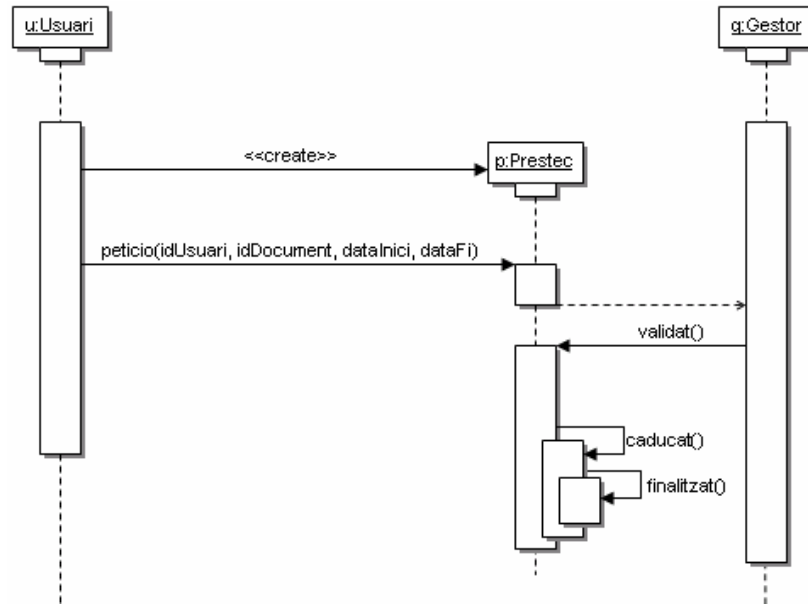 u:Usuari
g:Gestor
<<create>>
p:Prestec
peticio(idUsuari, idDocument, dataInici, dataFi)
validat()
caducat()
finalitzat()